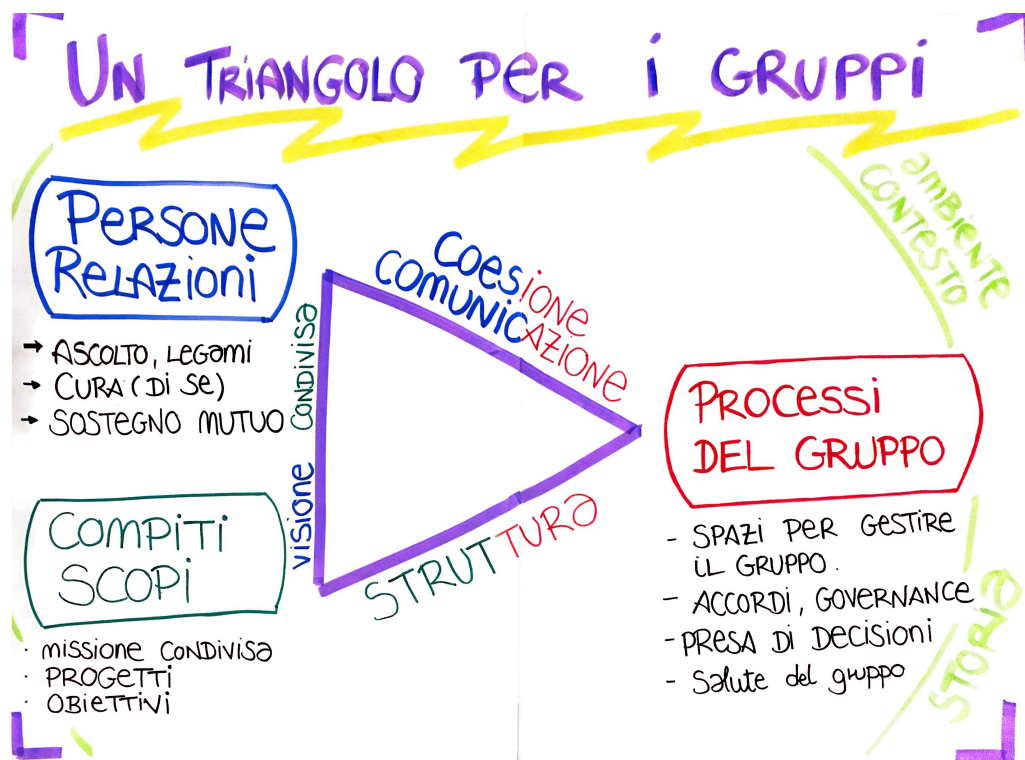 UN TRIANGOLO PER i GRUPPi
PERSONE
RELAZIONI
→ ASCOLTO, LEGAMI
→ CURA (Di Se)
→ SOSTEGNO MUTUO
COMPiTi
SCOPi
· missione CONDIVISA
· PROGETTi
· OBiETTiVi
visione CONDIVISA
COESIONE
COMUNICAZIONE
STRUTTURA
AMBIENTE
CONTESTO
PROCESSi
DEL GRUPPO
- SPAZi PER GESTIRE
iL GRUPPO.
- ACCORDi, GOVERNANCE
- PRESA Di DECISIONi
- Salute del gruppo
STORIA